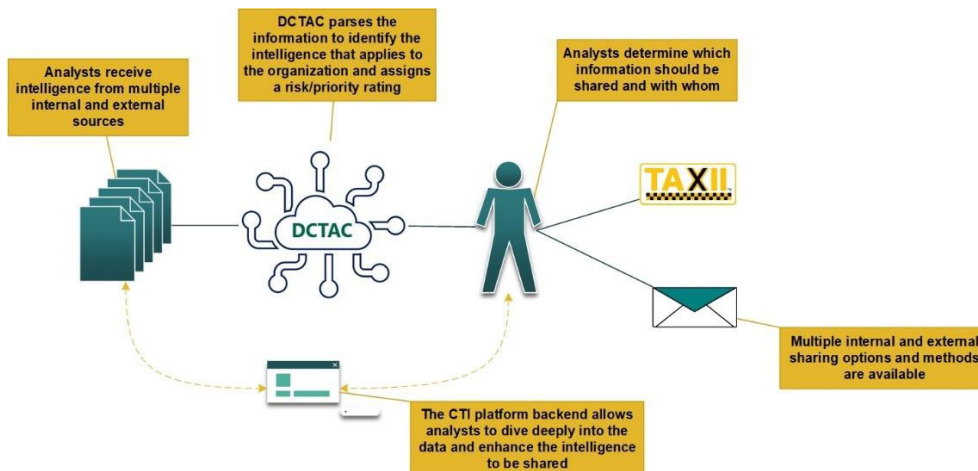 DCTAC parses the
information to identify the
intelligence that applies to
the organization and assigns
a risk/priority rating
Analysts receive
intelligence from multiple
internal and external
sources
Analysts determine which
information should be
shared and with whom
DCTAC
TAXII
Multiple internal and external
sharing options and methods
are available
The CTI platform backend allows
analysts to dive deeply into the
data and enhance the intelligence
to be shared